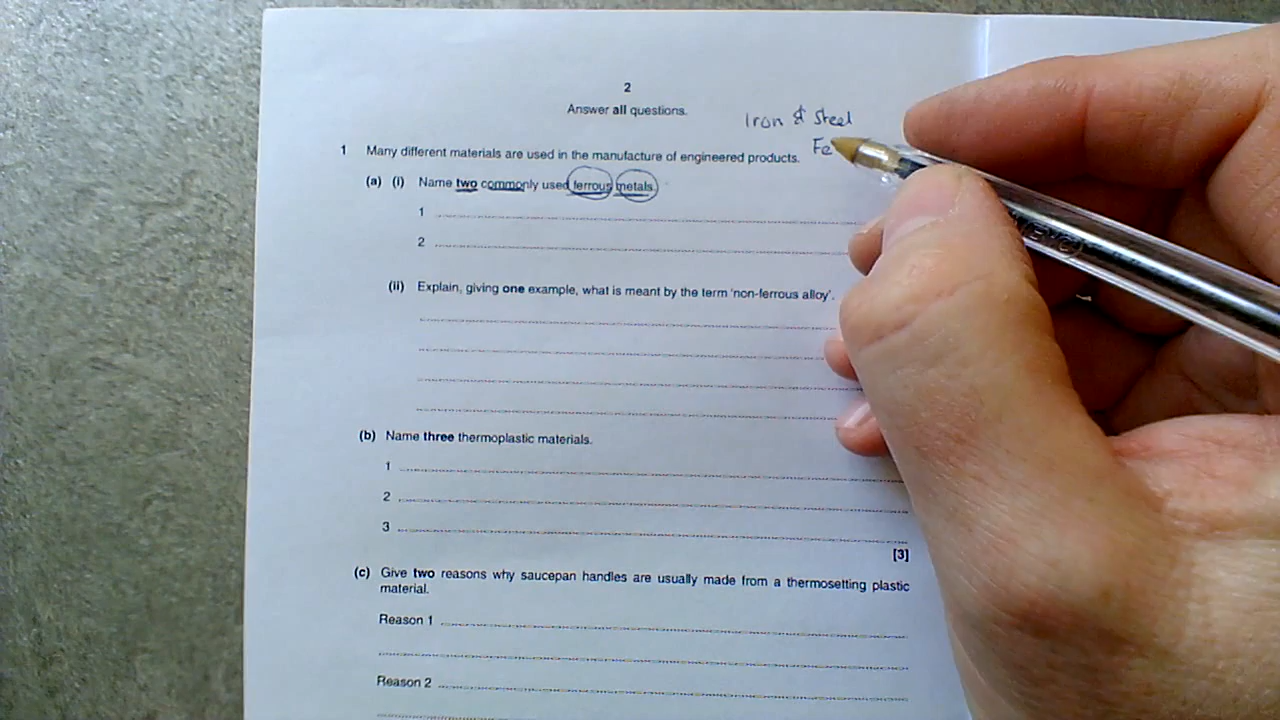 2
Answer all questions.
Iron & Steel
Fe
1 Many different materials are used in the manufacture of engineered products.
(a) (i) Name two commonly used ferrous metals.
1
2
(ii) Explain, giving one example, what is meant by the term ‘non-ferrous alloy’.
(b) Name three thermoplastic materials.
1
2
3
[3]
(c) Give two reasons why saucepan handles are usually made from a thermosetting plastic
material.
Reason 1
Reason 2